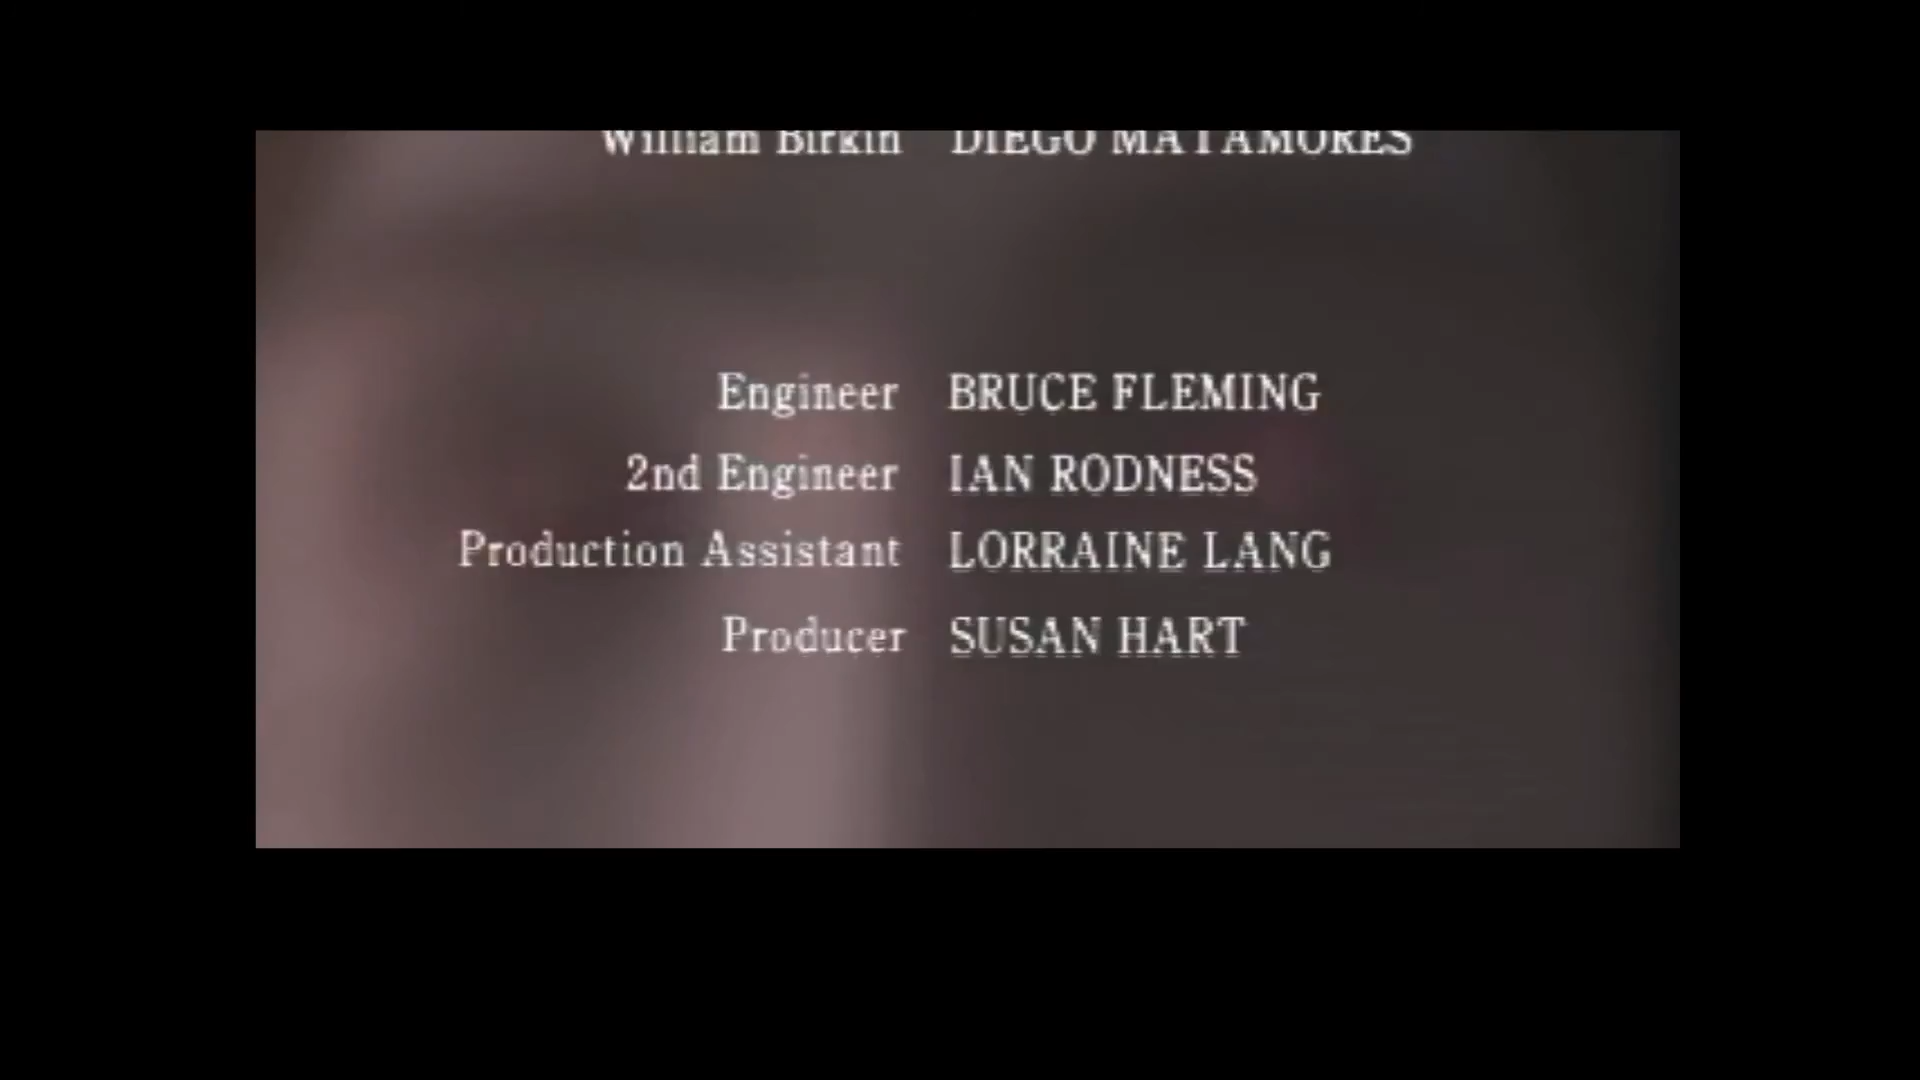 William Birkin DIEGO MATAMORES
Engineer BRUCE FLEMING
2nd Engineer IAN RODNESS
Production Assistant LORRAINE LANG
Producer SUSAN HART